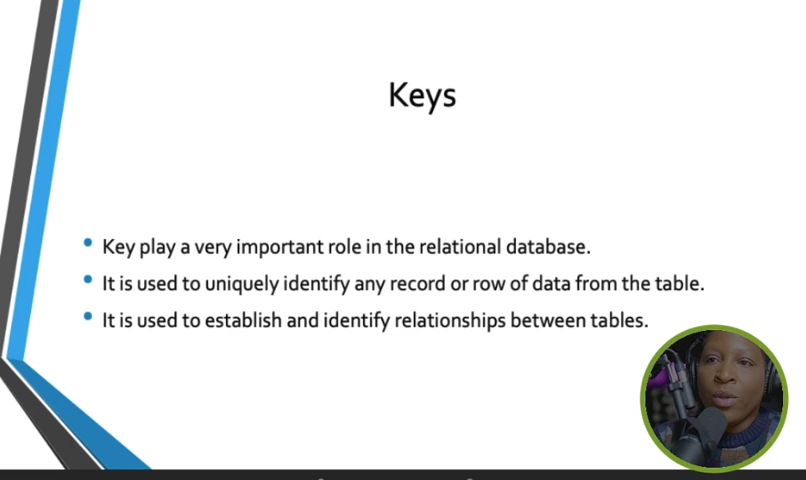 Keys
• Key play a very important role in the relational database.
• It is used to uniquely identify any record or row of data from the table.
• It is used to establish and identify relationships between tables.